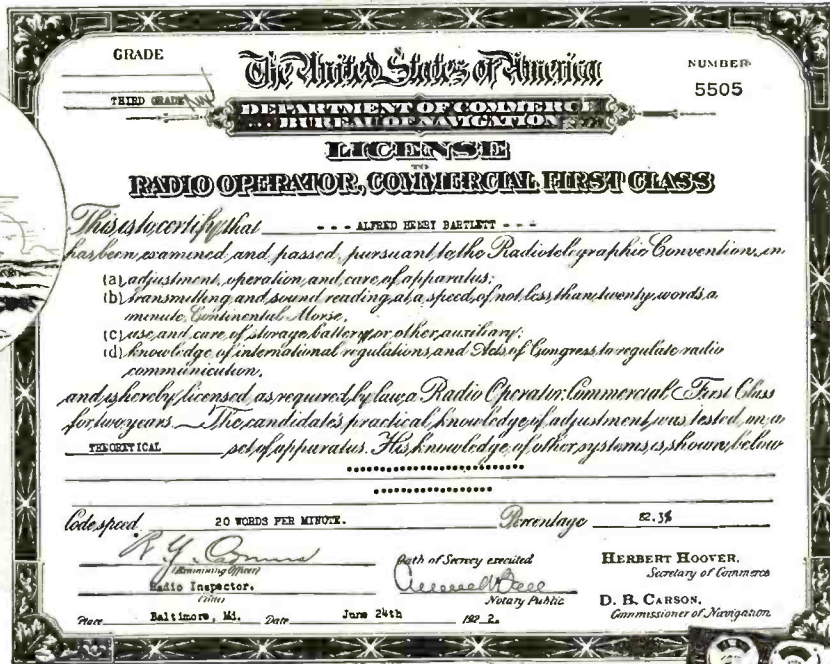 GRADE
THIRD GRADE
The United States of America
NUMBER
5505
DEPARTMENT OF COMMERCE
BUREAU OF NAVIGATION
LICENSE
TO
RADIO OPERATOR, COMMERCIAL FIRST CLASS
This is to certify that - - - ALFRED HENRY BARTLETT - - -
has been examined and passed, pursuant to the Radiotelegraphic Convention, in
(a) adjustment, operation, and care of apparatus;
(b) transmitting and sound reading at a speed of not less than twenty words a
minute Continental Morse,
(c) use and care of storage battery or other auxiliary;
(d) knowledge of international regulations and Acts of Congress to regulate radio
communication,
and is hereby licensed as required by law a Radio Operator, Commercial First Class
for two years. The candidate's practical knowledge of adjustment was tested on a
THEORETICAL set of apparatus. His knowledge of other systems is shown below
Code speed 20 WORDS PER MINUTE. Percentage 82.3%
(Examining Officer)
Radio Inspector.
(Title)
Place Baltimore, Md. Date June 24th 192 2.
Oath of Secrecy executed
Notary Public
HERBERT HOOVER,
Secretary of Commerce
D. B. CARSON,
Commissioner of Navigation